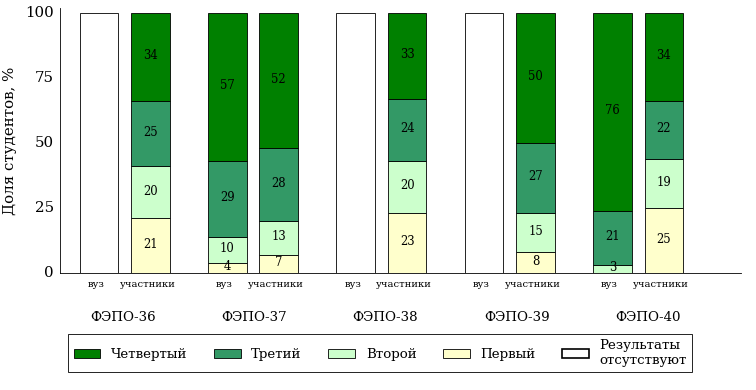 Доля студентов, %
100
75
50
25
0
34 57 52 33 50 76 34
25 29 28 24 27 21 22
20 10 13 20 15 3 19
21 4 7 23 8 25
вуз участники вуз участники вуз участники вуз участники вуз участники
ФЭПО-36 ФЭПО-37 ФЭПО-38 ФЭПО-39 ФЭПО-40
Четвертый Третий Второй Первый Результаты
отсутствуют